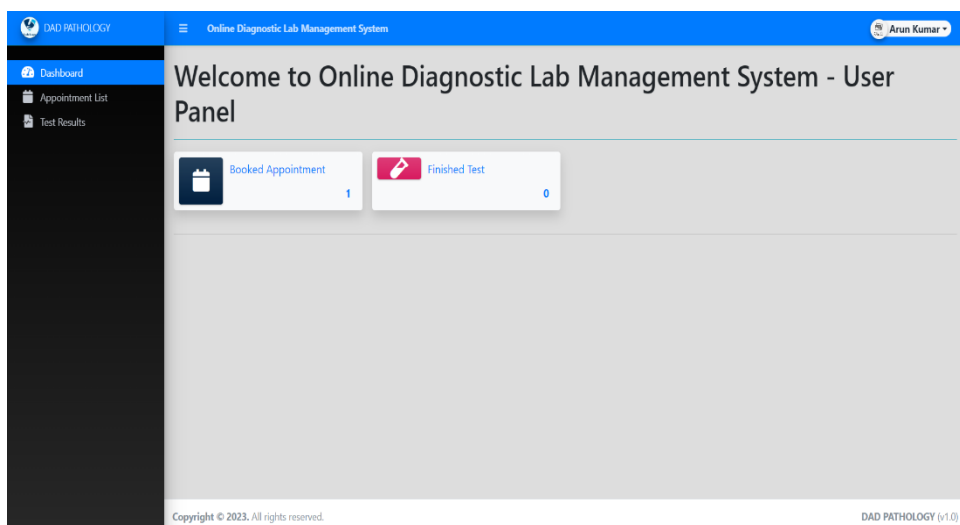 DAD PATHOLOGY
Online Diagnostic Lab Management System
Arun Kumar
Dashboard
Appointment List
Test Results
Welcome to Online Diagnostic Lab Management System - User
Panel
Booked Appointment
1
Finished Test
0
Copyright © 2023. All rights reserved.
DAD PATHOLOGY (v1.0)